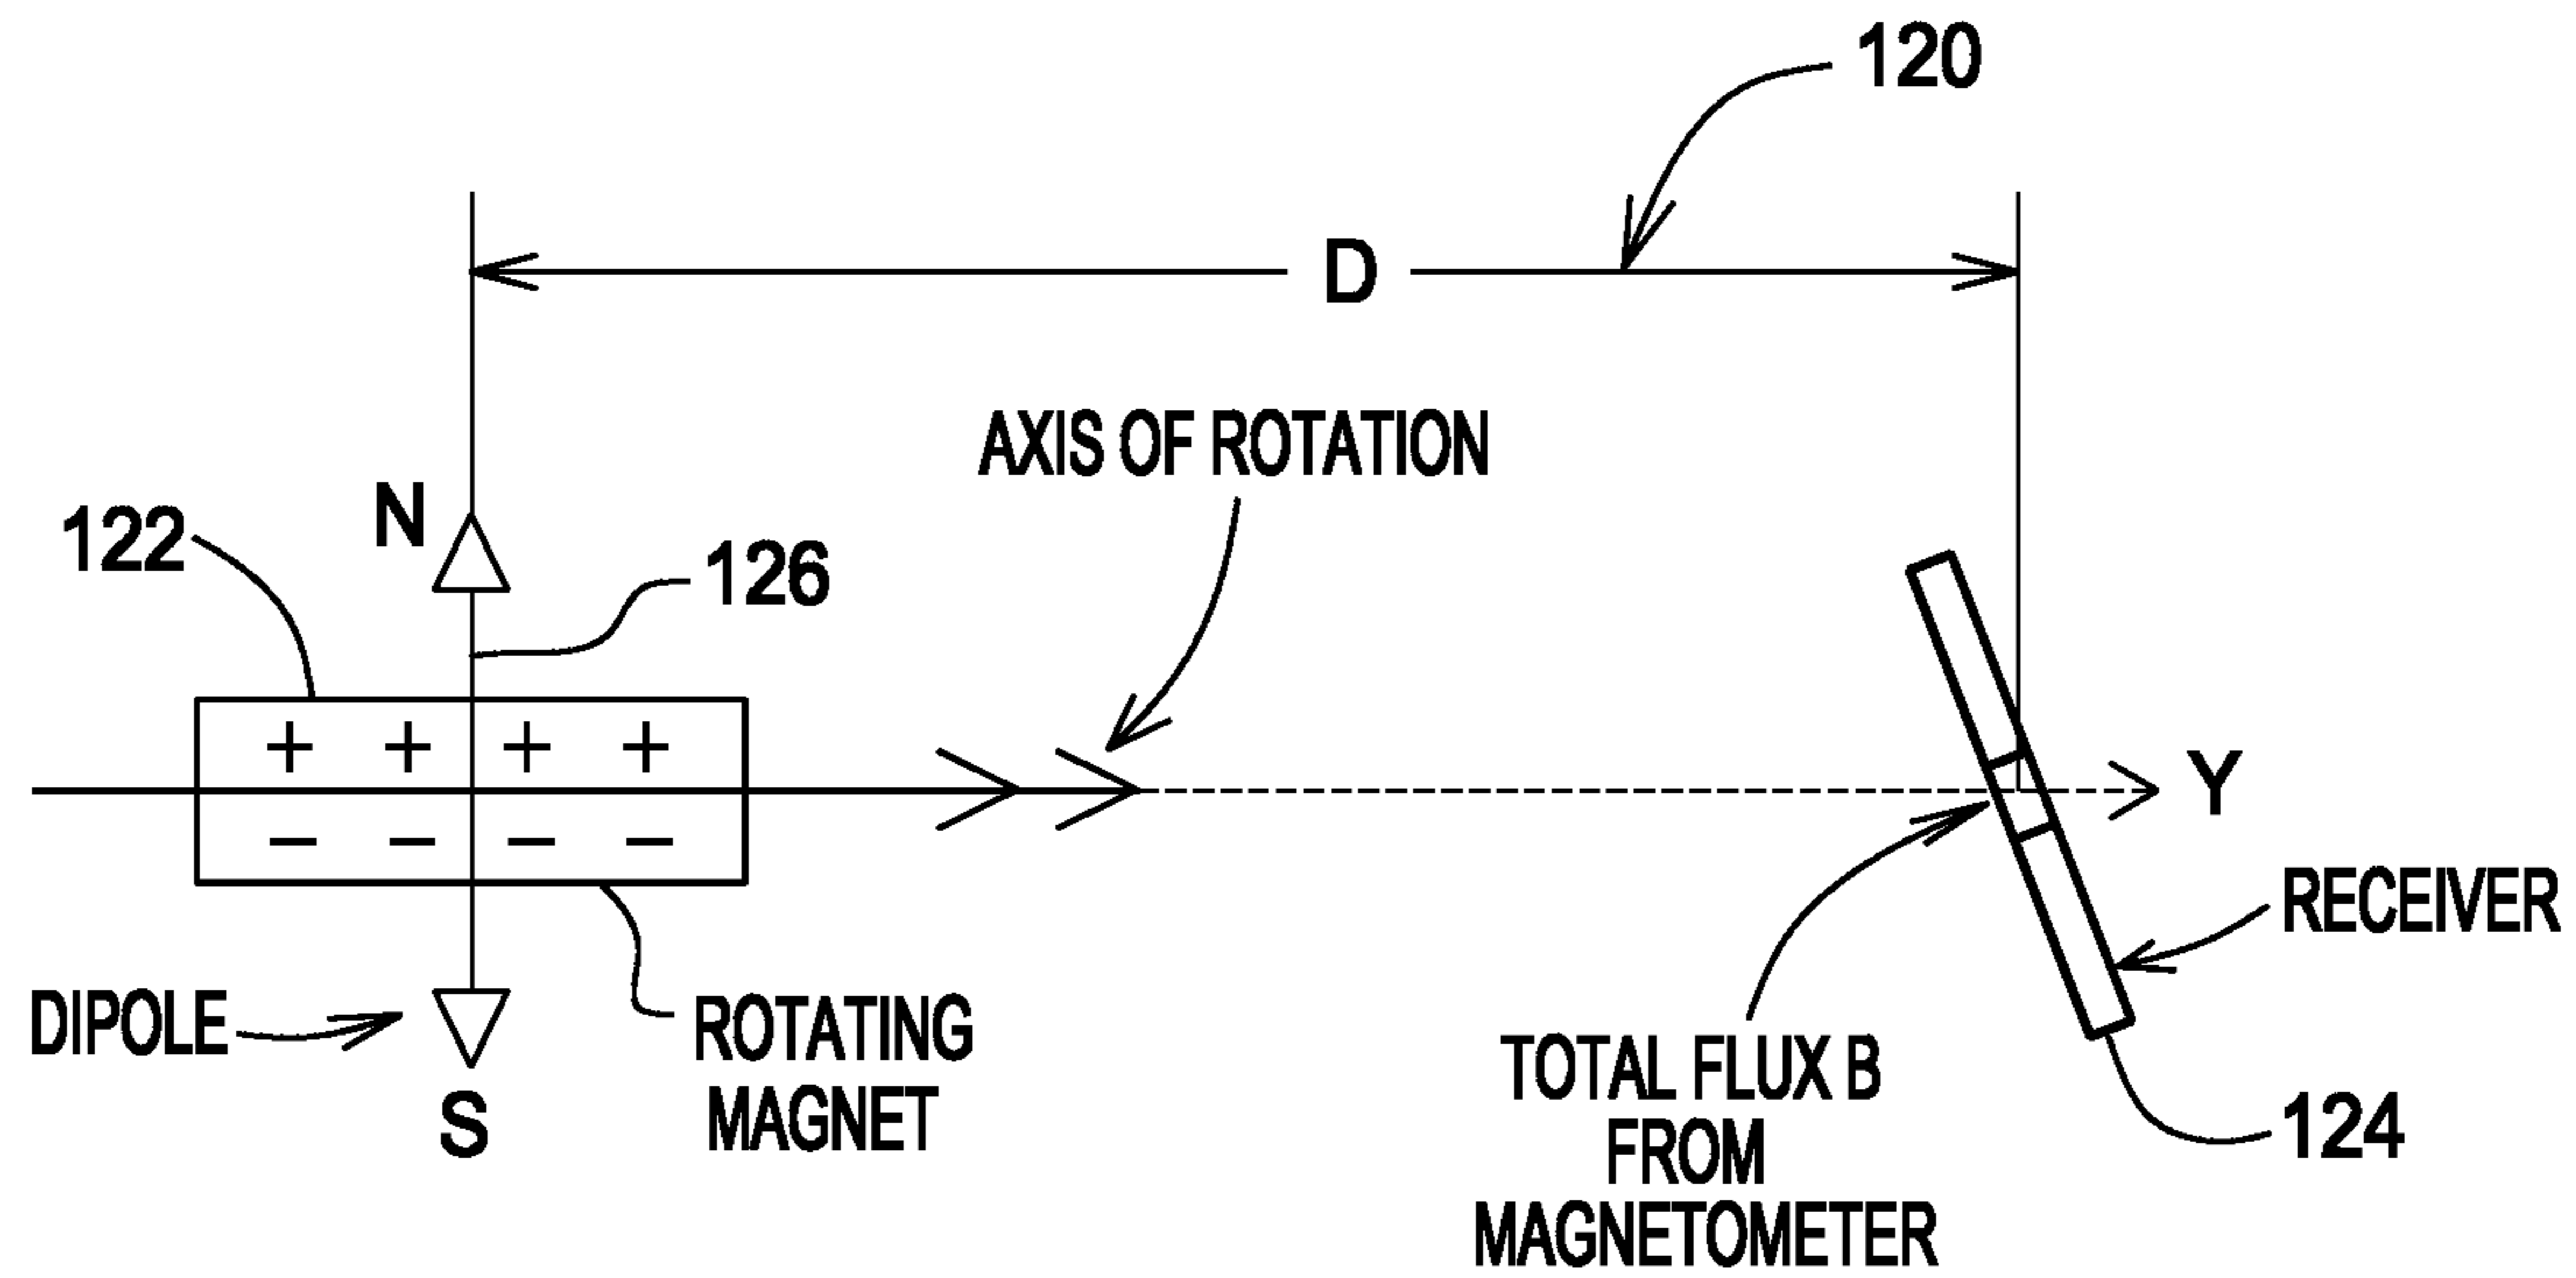 120
D
AXIS OF ROTATION
N
122
126
+ + + +
− − − −
Y
RECEIVER
DIPOLE
ROTATING
MAGNET
S
TOTAL FLUX B
FROM
MAGNETOMETER
124